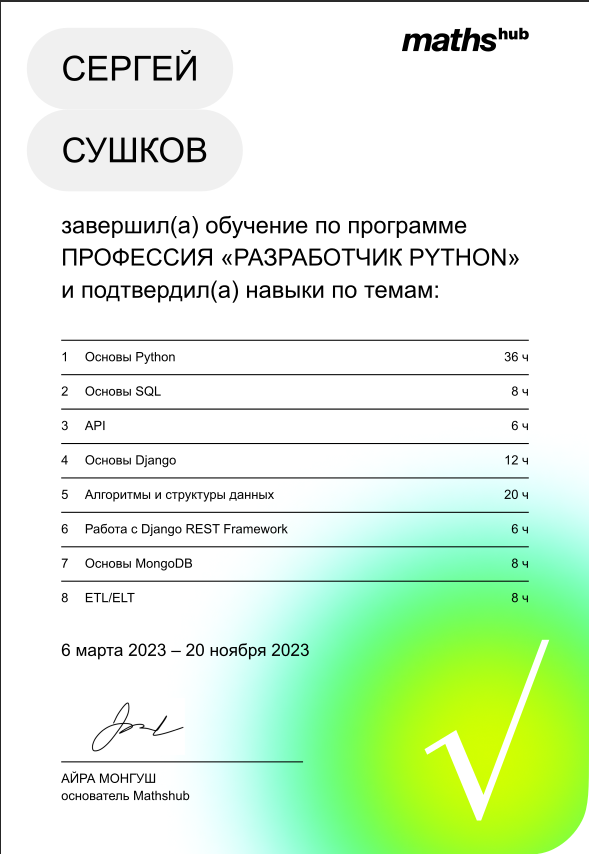 mathshub
СЕРГЕЙ
СУШКОВ
завершил(а) обучение по программе
ПРОФЕССИЯ «РАЗРАБОТЧИК PYTHON»
и подтвердил(а) навыки по темам:
1 Основы Python 36 ч
2 Основы SQL 8 ч
3 API 6 ч
4 Основы Django 12 ч
5 Алгоритмы и структуры данных 20 ч
6 Работа с Django REST Framework 6 ч
7 Основы MongoDB 8 ч
8 ETL/ELT 8 ч
6 марта 2023 – 20 ноября 2023
АЙРА МОНГУШ
основатель Mathshub